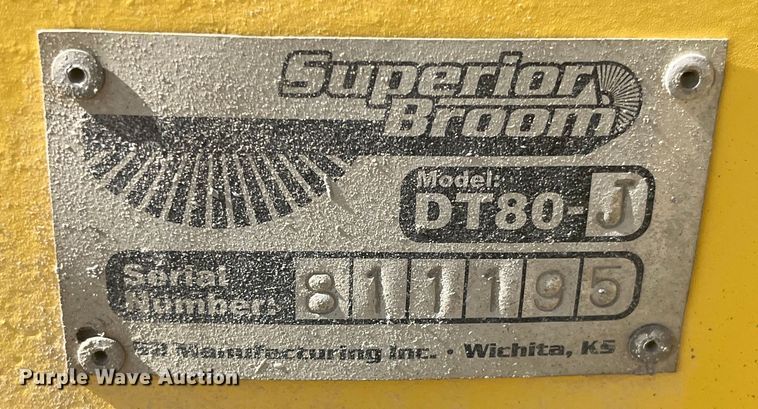 Superior
Broom
Model:
DT80-J
Serial
Number:
811195
Manufacturing Inc. · Wichita, KS
Purple Wave Auction